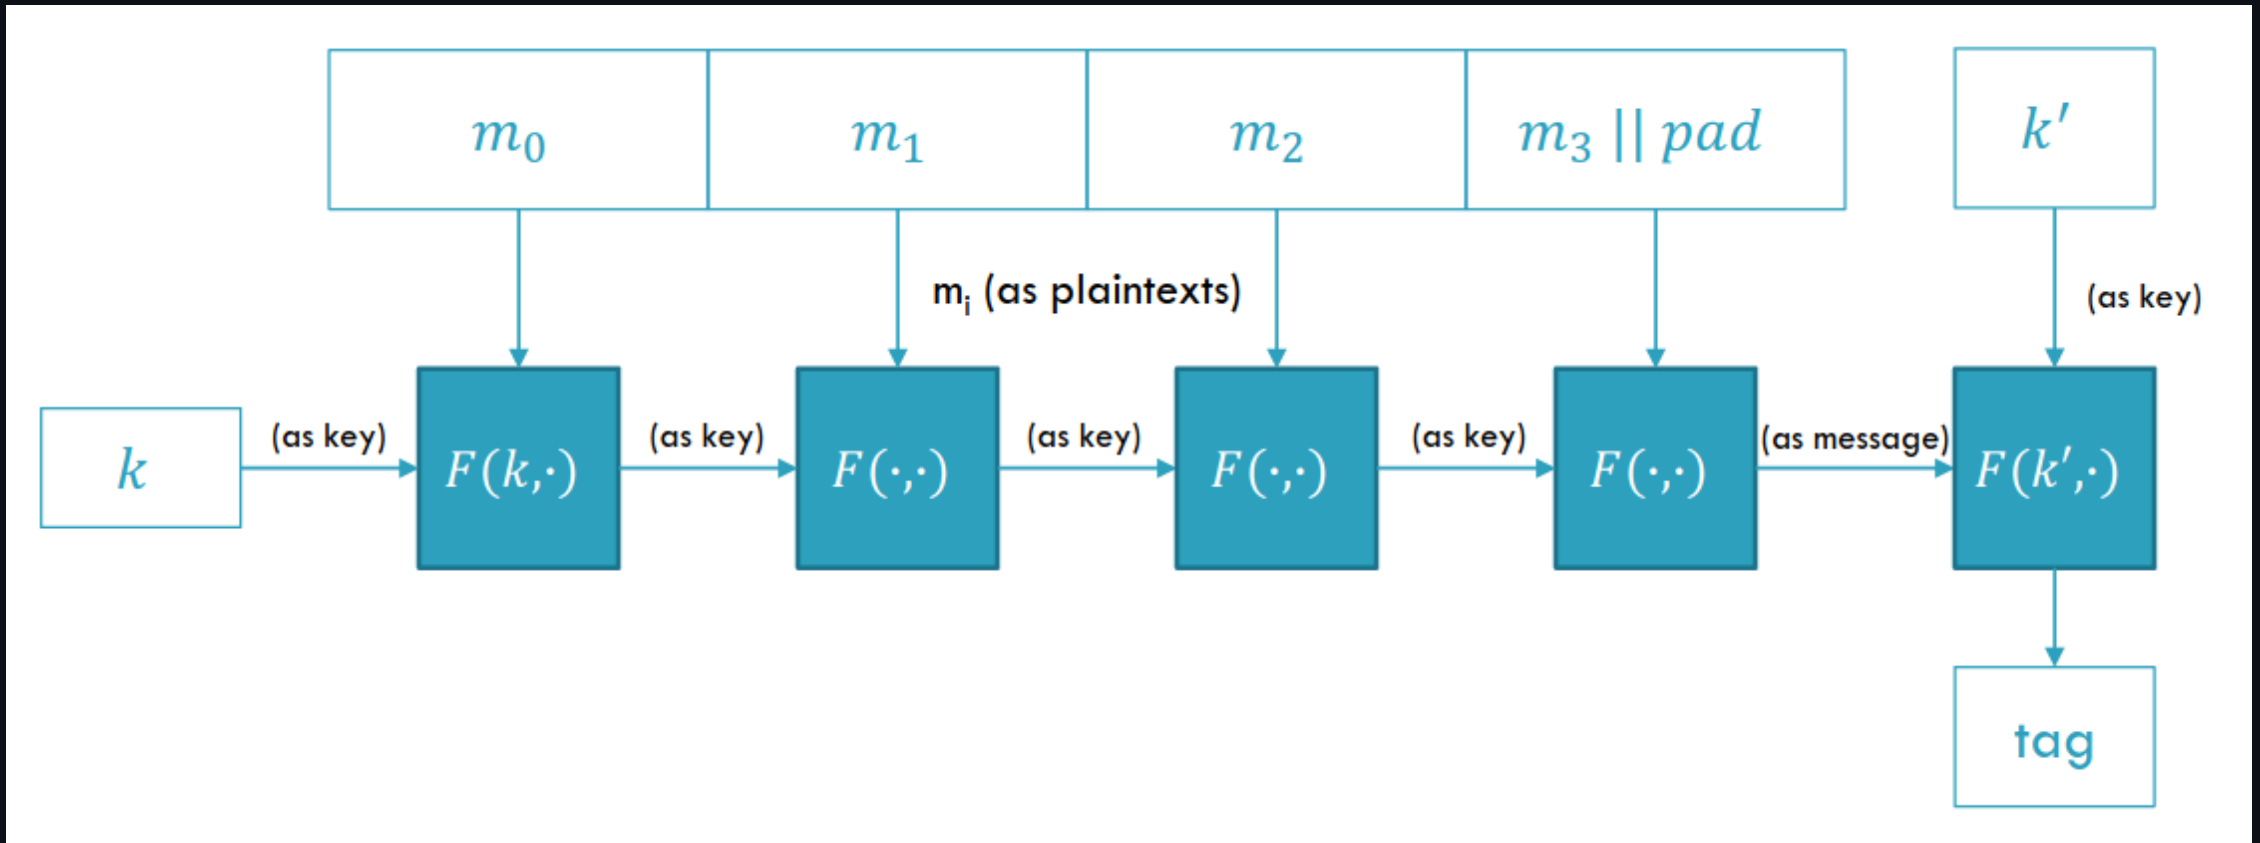 m₀ m₁ m₂ m₃ || pad k′
mᵢ (as plaintexts) (as key)
k (as key) F(k,·) (as key) F(·,·) (as key) F(·,·) (as key) F(·,·) (as message) F(k′,·)
tag